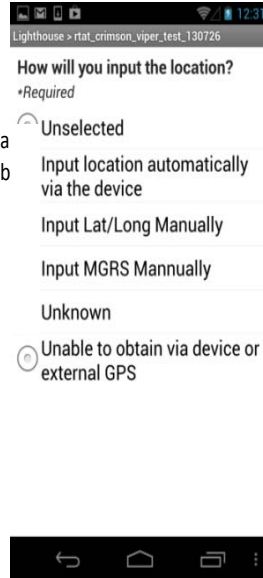 12:31
Lighthouse > rtat_crimson_viper_test_130726
How will you input the location?
*Required
Unselected
a
Input location automatically
b
via the device
Input Lat/Long Manually
Input MGRS Mannually
Unknown
Unable to obtain via device or
external GPS